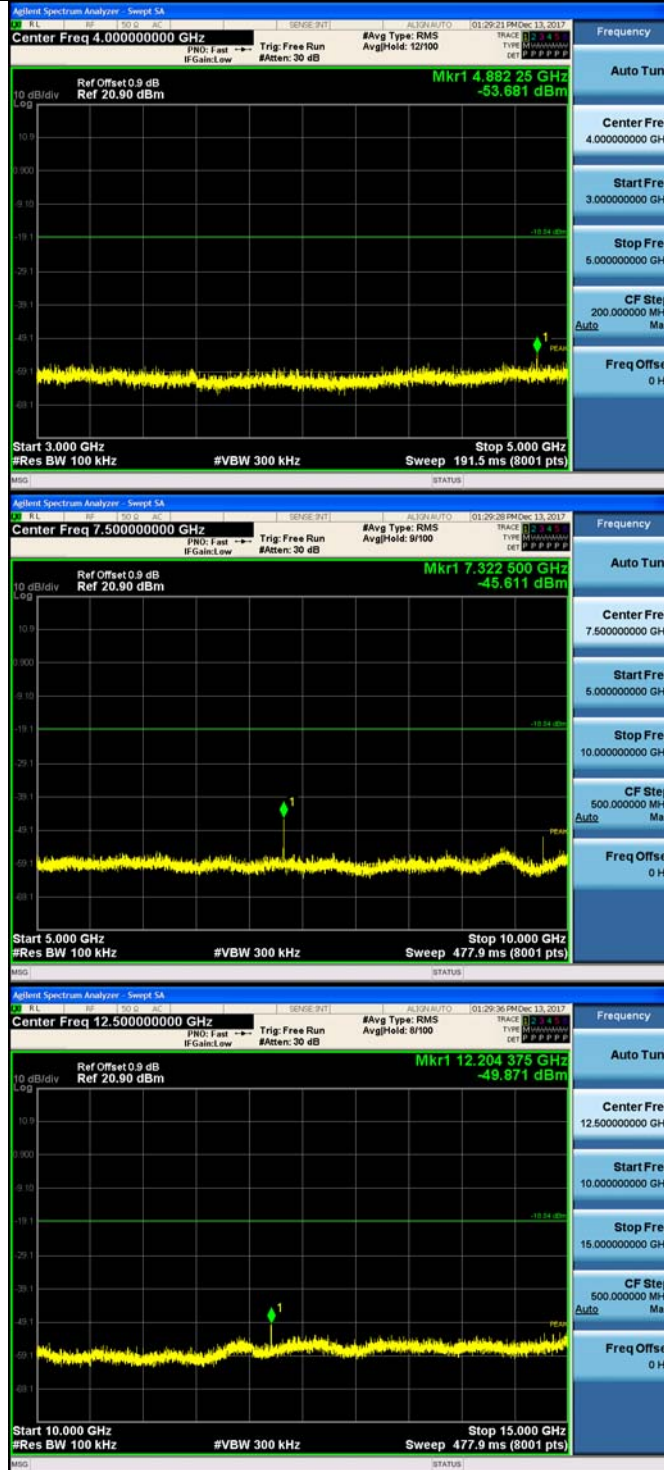 Agilent Spectrum Analyzer - Swept SA
RL RF 50 Ω AC SENSE:INT ALIGN AUTO 01:29:21 PM Dec 13, 2017
Center Freq 4.000000000 GHz
PNO: Fast
IFGain:Low
Trig: Free Run
#Atten: 30 dB
#Avg Type: RMS
Avg|Hold: 12/100
TRACE 1 2 3 4 5 6
TYPE M
DET P P P P P P
Frequency
Auto Tun
Center Fre
4.000000000 GH
Start Fre
3.000000000 GH
Stop Fre
5.000000000 GH
CF Ste
200.000000 MH
Auto Ma
Freq Offse
0 H
Mkr1 4.882 25 GHz
-53.681 dBm
Ref Offset 0.9 dB
10 dB/div Ref 20.90 dBm
Log
10.9
0.900
-9.10
-19.1
-29.1
-39.1
-49.1
-59.1
-69.1
1
PEAK
Start 3.000 GHz Stop 5.000 GHz
#Res BW 100 kHz #VBW 300 kHz Sweep 191.5 ms (8001 pts)
MSG STATUS
Agilent Spectrum Analyzer - Swept SA
RL RF 50 Ω AC SENSE:INT ALIGN AUTO 01:29:28 PM Dec 13, 2017
Center Freq 7.500000000 GHz
PNO: Fast
IFGain:Low
Trig: Free Run
#Atten: 30 dB
#Avg Type: RMS
Avg|Hold: 9/100
TRACE 1 2 3 4 5 6
TYPE M
DET P P P P P P
Frequency
Auto Tun
Center Fre
7.500000000 GH
Start Fre
5.000000000 GH
Stop Fre
10.000000000 GH
CF Ste
500.000000 MH
Auto Ma
Freq Offse
0 H
Mkr1 7.322 500 GHz
-45.611 dBm
Ref Offset 0.9 dB
10 dB/div Ref 20.90 dBm
Log
10.9
0.900
-9.10
-19.1
-29.1
-39.1
-49.1
-59.1
-69.1
1
PEAK
Start 5.000 GHz Stop 10.000 GHz
#Res BW 100 kHz #VBW 300 kHz Sweep 477.9 ms (8001 pts)
MSG STATUS
Agilent Spectrum Analyzer - Swept SA
RL RF 50 Ω AC SENSE:INT ALIGN AUTO 01:29:36 PM Dec 13, 2017
Center Freq 12.500000000 GHz
PNO: Fast
IFGain:Low
Trig: Free Run
#Atten: 30 dB
#Avg Type: RMS
Avg|Hold: 8/100
TRACE 1 2 3 4 5 6
TYPE M
DET P P P P P P
Frequency
Auto Tun
Center Fre
12.500000000 GH
Start Fre
10.000000000 GH
Stop Fre
15.000000000 GH
CF Ste
500.000000 MH
Auto Ma
Freq Offse
0 H
Mkr1 12.204 375 GHz
-49.871 dBm
Ref Offset 0.9 dB
10 dB/div Ref 20.90 dBm
Log
10.9
0.900
-9.10
-19.1
-29.1
-39.1
-49.1
-59.1
-69.1
1
PEAK
Start 10.000 GHz Stop 15.000 GHz
#Res BW 100 kHz #VBW 300 kHz Sweep 477.9 ms (8001 pts)
MSG STATUS